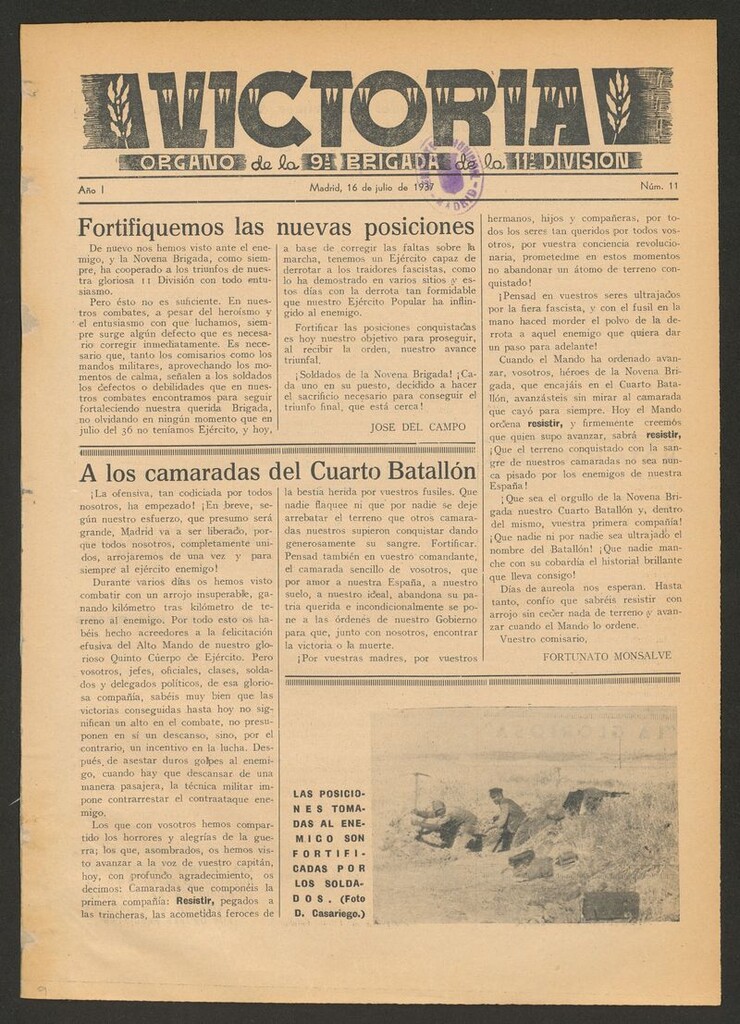 VICTORIA
ORGANO de la 9ª BRIGADA de la 11ª DIVISION
Año I
Madrid, 16 de julio de 1937
Núm. 11
Fortifiquemos las nuevas posiciones
De nuevo nos hemos visto ante el ene-
migo, y la Novena Brigada, como siem-
pre, ha cooperado a los triunfos de nues-
tra gloriosa 11 División con todo entu-
siasmo.
Pero ésto no es suficiente. En nues-
tros combates, a pesar del heroísmo y
el entusiasmo con que luchamos, siem-
pre surge algún defecto que es necesa-
rio corregir inmediatamente. Es necesa-
rio que, tanto los comisarios como los
mandos militares, aprovechando los mo-
mentos de calma, señalen a los soldados
los defectos o debilidades que en nues-
tros combates encontramos para seguir
fortaleciendo nuestra querida Brigada,
no olvidando en ningún momento que en
julio del 36 no teníamos Ejército, y hoy,
a base de corregir las faltas sobre la
marcha, tenemos un Ejército capaz de
derrotar a los traidores fascistas, como
lo ha demostrado en varios sitios y es-
tos días con la derrota tan formidable
que nuestro Ejército Popular ha inflin-
gido al enemigo.
Fortificar las posiciones conquistadas
es hoy nuestro objetivo para proseguir,
al recibir la orden, nuestro avance
triunfal.
¡Soldados de la Novena Brigada! ¡Ca-
da uno en su puesto, decidido a hacer
el sacrificio necesario para conseguir el
triunfo final, que está cerca!
JOSE DEL CAMPO
A los camaradas del Cuarto Batallón
¡La ofensiva, tan codiciada por todos
nosotros, ha empezado! ¡En breve, se-
gún nuestro esfuerzo, que presumo será
grande, Madrid va a ser liberado, por-
que todos nosotros, completamente uni-
dos, arrojaremos de una vez y para
siempre al ejército enemigo!
Durante varios días os hemos visto
combatir con un arrojo insuperable, ga-
nando kilómetro tras kilómetro de te-
rreno al enemigo. Por todo esto os ha-
béis hecho acreedores a la felicitación
efusiva del Alto Mando de nuestro glo-
rioso Quinto Cuerpo de Ejército. Pero
vosotros, jefes, oficiales, clases, solda-
dos y delegados políticos, de esa glorio-
sa compañía, sabéis muy bien que las
victorias conseguidas hasta hoy no sig-
nifican un alto en el combate, no presu-
ponen en sí un descanso, sino, por el
contrario, un incentivo en la lucha. Des-
pués de asestar duros golpes al enemi-
go, cuando hay que descansar de una
manera pasajera, la técnica militar im-
pone contrarrestar el contraataque ene-
migo.
Los que con vosotros hemos compar-
tido los horrores y alegrías de la gue-
rra; los que, asombrados, os hemos vis-
to avanzar a la voz de vuestro capitán,
hoy, con profundo agradecimiento, os
decimos: Camaradas que componéis la
primera compañía: Resistir, pegados a
las trincheras, las acometidas feroces de
la bestia herida por vuestros fusiles. Que
nadie flaquee ni que por nadie se deje
arrebatar el terreno que otros camara-
das nuestros supieron conquistar dando
generosamente su sangre. Fortificar.
Pensad también en vuestro comandante,
el camarada sencillo de vosotros, que
por amor a nuestra España, a nuestro
suelo, a nuestro ideal, abandona su pa-
tria querida e incondicionalmente se po-
ne a las órdenes de nuestro Gobierno
para que, junto con nosotros, encontrar
la victoria o la muerte.
¡Por vuestras madres, por vuestros
hermanos, hijos y compañeras, por to-
dos los seres tan queridos por todos vos-
otros, por vuestra conciencia revolucio-
naria, prometedme en estos momentos
no abandonar un átomo de terreno con-
quistado!
¡Pensad en vuestros seres ultrajados
por la fiera fascista, y con el fusil en la
mano haced morder el polvo de la de-
rrota a aquel enemigo que quiera dar
un paso para adelante!
Cuando el Mando ha ordenado avan-
zar, vosotros, héroes de la Novena Bri-
gada, que encajáis en el Cuarto Bata-
llón, avanzásteis sin mirar al camarada
que cayó para siempre. Hoy el Mando
ordena resistir, y firmemente creemos
que quien supo avanzar, sabrá resistir,
¡Que el terreno conquistado con la san-
gre de nuestros camaradas no sea nun-
ca pisado por los enemigos de nuestra
España!
¡Que sea el orgullo de la Novena Bri-
gada nuestro Cuarto Batallón y, dentro
del mismo, vuestra primera compañía!
¡Que nadie ni por nadie sea ultrajado el
nombre del Batallón! ¡Que nadie man-
che con su cobardía el historial brillante
que lleva consigo!
Días de aureola nos esperan. Hasta
tanto, confío que sabréis resistir con
arrojo sin ceder nada de terreno y avan-
zar cuando el Mando lo ordene.
Vuestro comisario,
FORTUNATO MONSALVE
LAS POSICIO-
NES TOMA-
DAS AL ENE-
MICO SON
FORTIFI-
CADAS POR
LOS SOLDA-
DOS. (Foto
D. Casariego.)